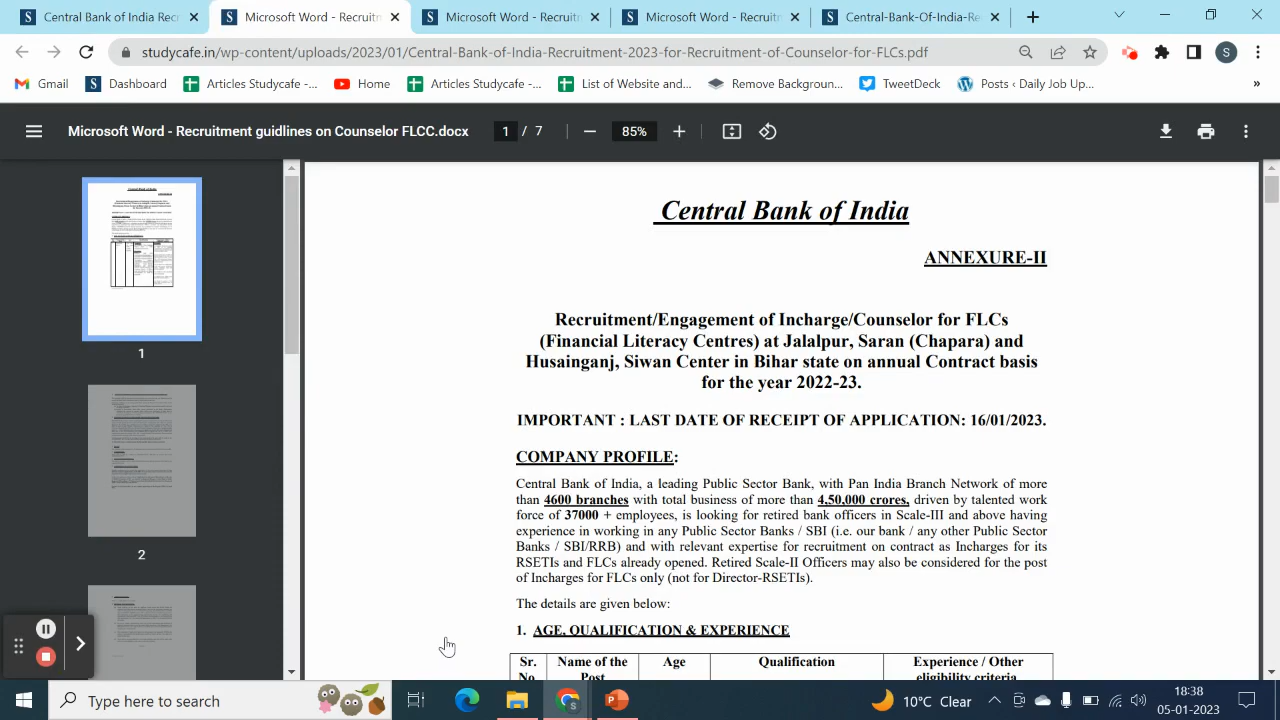 Central Bank Of India Recruit
Microsoft Word - Recruitm
Microsoft Word - Recruitm
Microsoft Word - Recruitm
Central-Bank-Of-India-Re
studycafe.in/wp-content/uploads/2023/01/Central-Bank-of-India-Recruitment-2023-for-Recruitment-of-Counselor-for-FLCs.pdf
S
Gmail
Dashboard
Articles Studycafe -...
Home
Articles Studycafe -...
List of Website and...
Remove Backgroun...
TweetDeck
Posts ‹ Daily Job Up...
»
Microsoft Word - Recruitment guidlines on Counselor FLCC.docx
1 / 7
85%
1
2
Central Bank of India
ANNEXURE-II
Recruitment/Engagement of Incharge/Counselor for FLCs
(Financial Literacy Centres) at Jalalpur, Saran (Chapara) and
Husainganj, Siwan Center in Bihar state on annual Contract basis
for the year 2022-23.
IMPORTANT : LAST DATE OF RECEIPT OF APPLICATION: 16/01/2023.
COMPANY PROFILE:
Central Bank of India, a leading Public Sector Bank, with Pan India Branch Network of more
than 4600 branches with total business of more than 4,50,000 crores, driven by talented work
force of 37000 + employees, is looking for retired bank officers in Scale-III and above having
experience in working in any Public Sector Banks / SBI (i.e. our bank / any other Public Sector
Banks / SBI/RRB) and with relevant expertise for recruitment on contract as Incharges for its
RSETIs and FLCs already opened. Retired Scale-II Officers may also be considered for the post
of Incharges for FLCs only (not for Director-RSETIs).
The details are given below:
1. AGE, QUALIFICATION & EXPERIENCE
Sr. No. Name of the Post Age Qualification Experience / Other eligibility criteria
Type here to search
10°C Clear
18:38
05-01-2023